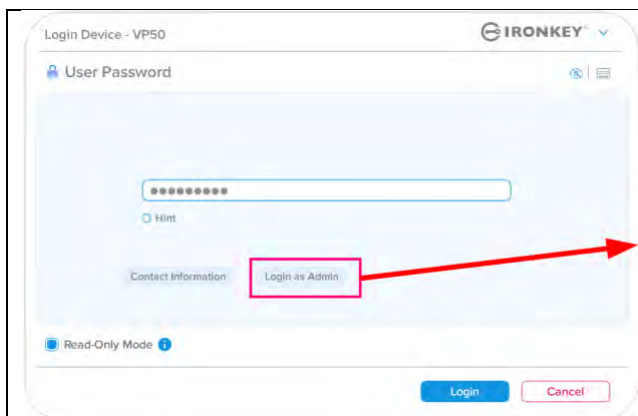 Login Device - VP50
IRONKEY
User Password
Hint
Contact Information
Login as Admin
Read-Only Mode
Login
Cancel